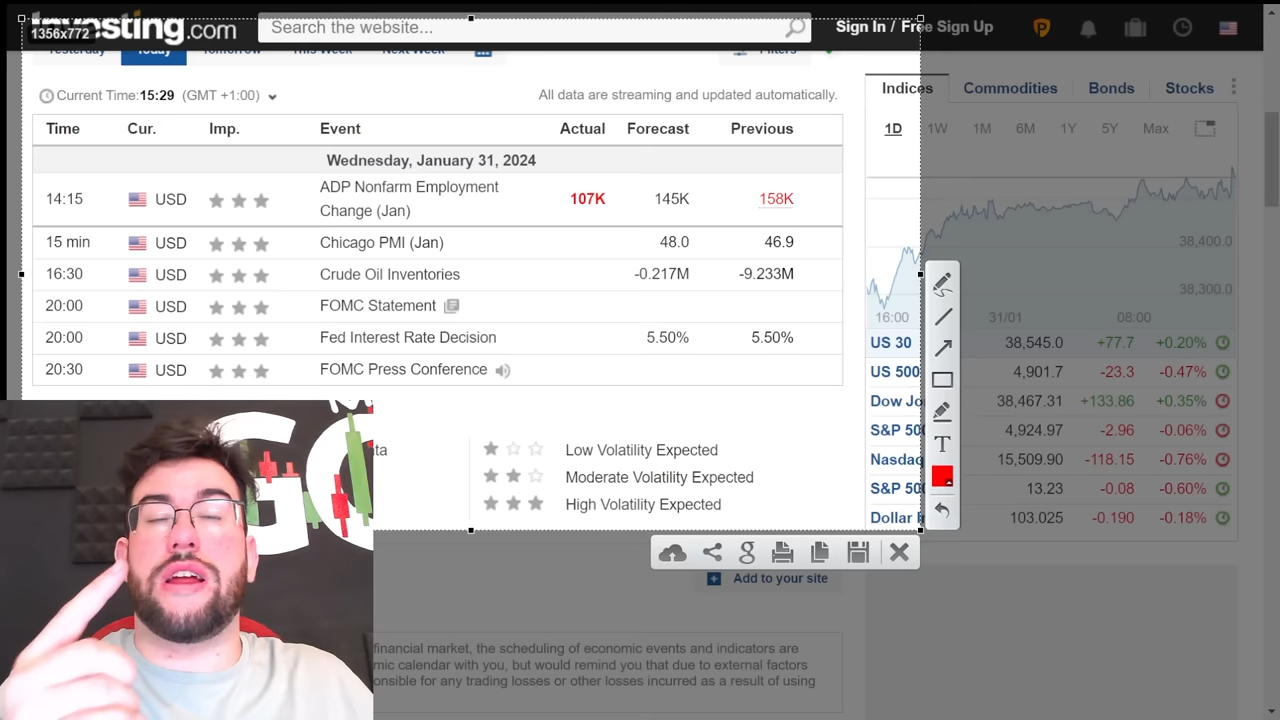 1356x772
Investing.com
Search the website...
Sign In / Free Sign Up
Yesterday Today Tomorrow This Week Next Week Filters
Current Time: 15:29 (GMT +1:00)
All data are streaming and updated automatically.
Time Cur. Imp. Event Actual Forecast Previous
Wednesday, January 31, 2024
14:15 USD ADP Nonfarm Employment
Change (Jan) 107K 145K 158K
15 min USD Chicago PMI (Jan) 48.0 46.9
16:30 USD Crude Oil Inventories -0.217M -9.233M
20:00 USD FOMC Statement
20:00 USD Fed Interest Rate Decision 5.50% 5.50%
20:30 USD FOMC Press Conference
Low Volatility Expected
Moderate Volatility Expected
High Volatility Expected
Indices Commodities Bonds Stocks
1D 1W 1M 6M 1Y 5Y Max
38,400.0
38,300.0
16:00 31/01 08:00
US 30 38,545.0 +77.7 +0.20%
US 500 4,901.7 -23.3 -0.47%
Dow Jo 38,467.31 +133.86 +0.35%
S&P 50 4,924.97 -2.96 -0.06%
Nasdaq 15,509.90 -118.15 -0.76%
S&P 50 13.23 -0.08 -0.60%
Dollar 103.025 -0.190 -0.18%
T
g
Add to your site
financial market, the scheduling of economic events and indicators are
mic calendar with you, but would remind you that due to external factors
ponsible for any trading losses or other losses incurred as a result of using